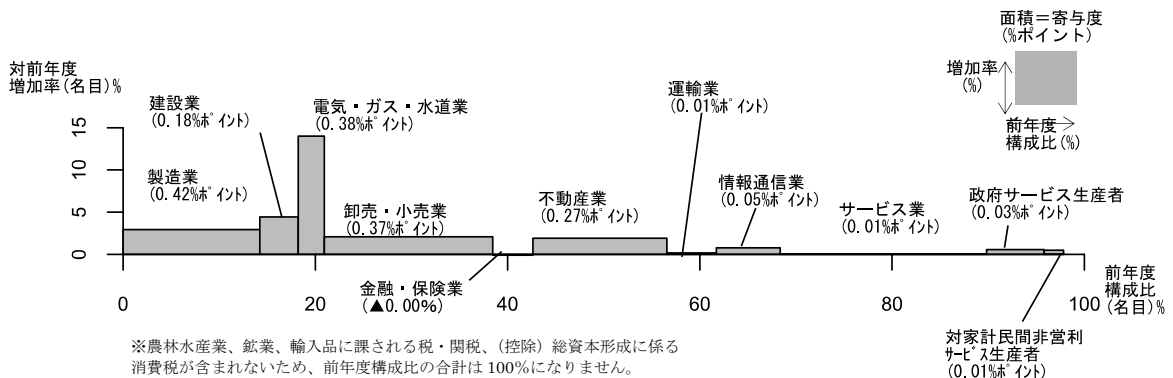 面積＝寄与度
(%ポイント)
増加率
(%)
前年度
構成比(%)
対前年度
増加率(名目)%
建設業
(0.18%ﾎﾟｲﾝﾄ)
電気・ガス・水道業
(0.38%ﾎﾟｲﾝﾄ)
運輸業
(0.01%ﾎﾟｲﾝﾄ)
製造業
(0.42%ﾎﾟｲﾝﾄ)
卸売・小売業
(0.37%ﾎﾟｲﾝﾄ)
不動産業
(0.27%ﾎﾟｲﾝﾄ)
情報通信業
(0.05%ﾎﾟｲﾝﾄ)
サービス業
(0.01%ﾎﾟｲﾝﾄ)
政府サービス生産者
(0.03%ﾎﾟｲﾝﾄ)
15
10
5
0
金融・保険業
(▲0.00%)
0
20
40
60
80
100
前年度
構成比
(名目)%
対家計民間非営利
ｻｰﾋﾞｽ生産者
(0.01%ﾎﾟｲﾝﾄ)
※農林水産業、鉱業、輸入品に課される税・関税、(控除）総資本形成に係る
消費税が含まれないため、前年度構成比の合計は 100％になりません。